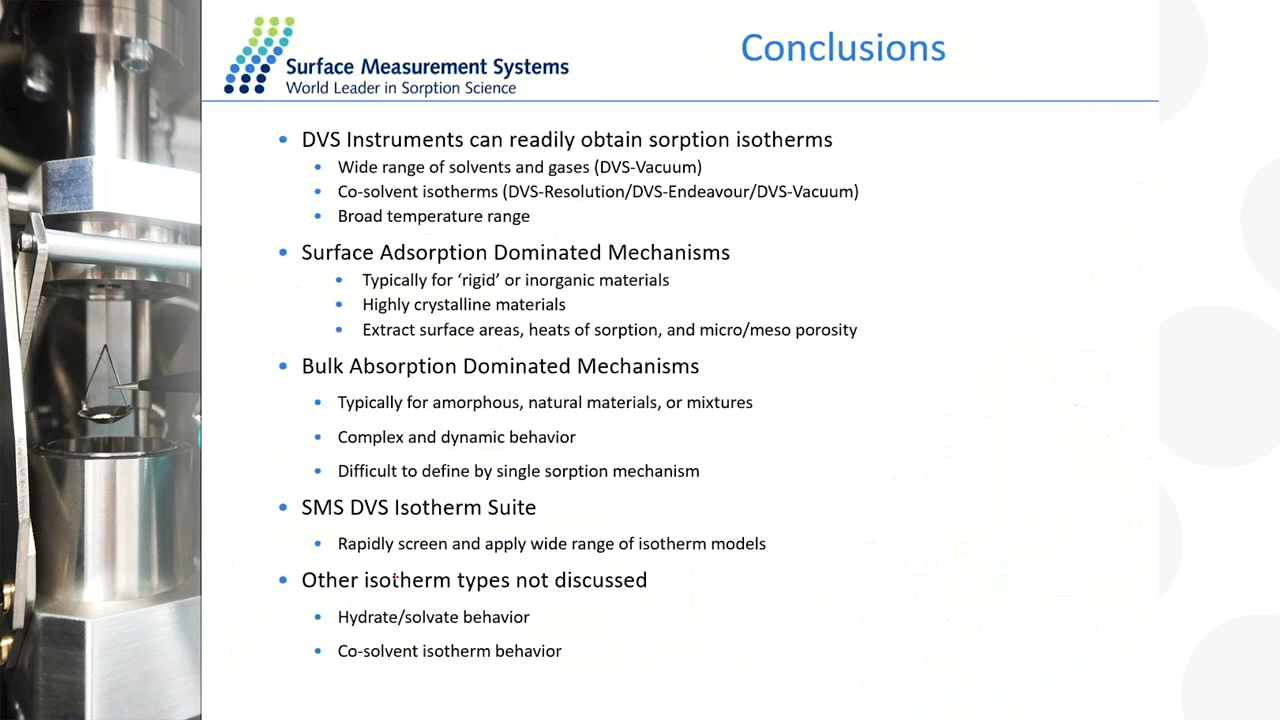 Surface Measurement Systems
World Leader in Sorption Science
Conclusions
• DVS Instruments can readily obtain sorption isotherms
• Wide range of solvents and gases (DVS-Vacuum)
• Co-solvent isotherms (DVS-Resolution/DVS-Endeavour/DVS-Vacuum)
• Broad temperature range
• Surface Adsorption Dominated Mechanisms
• Typically for ‘rigid’ or inorganic materials
• Highly crystalline materials
• Extract surface areas, heats of sorption, and micro/meso porosity
• Bulk Absorption Dominated Mechanisms
• Typically for amorphous, natural materials, or mixtures
• Complex and dynamic behavior
• Difficult to define by single sorption mechanism
• SMS DVS Isotherm Suite
• Rapidly screen and apply wide range of isotherm models
• Other isotherm types not discussed
• Hydrate/solvate behavior
• Co-solvent isotherm behavior